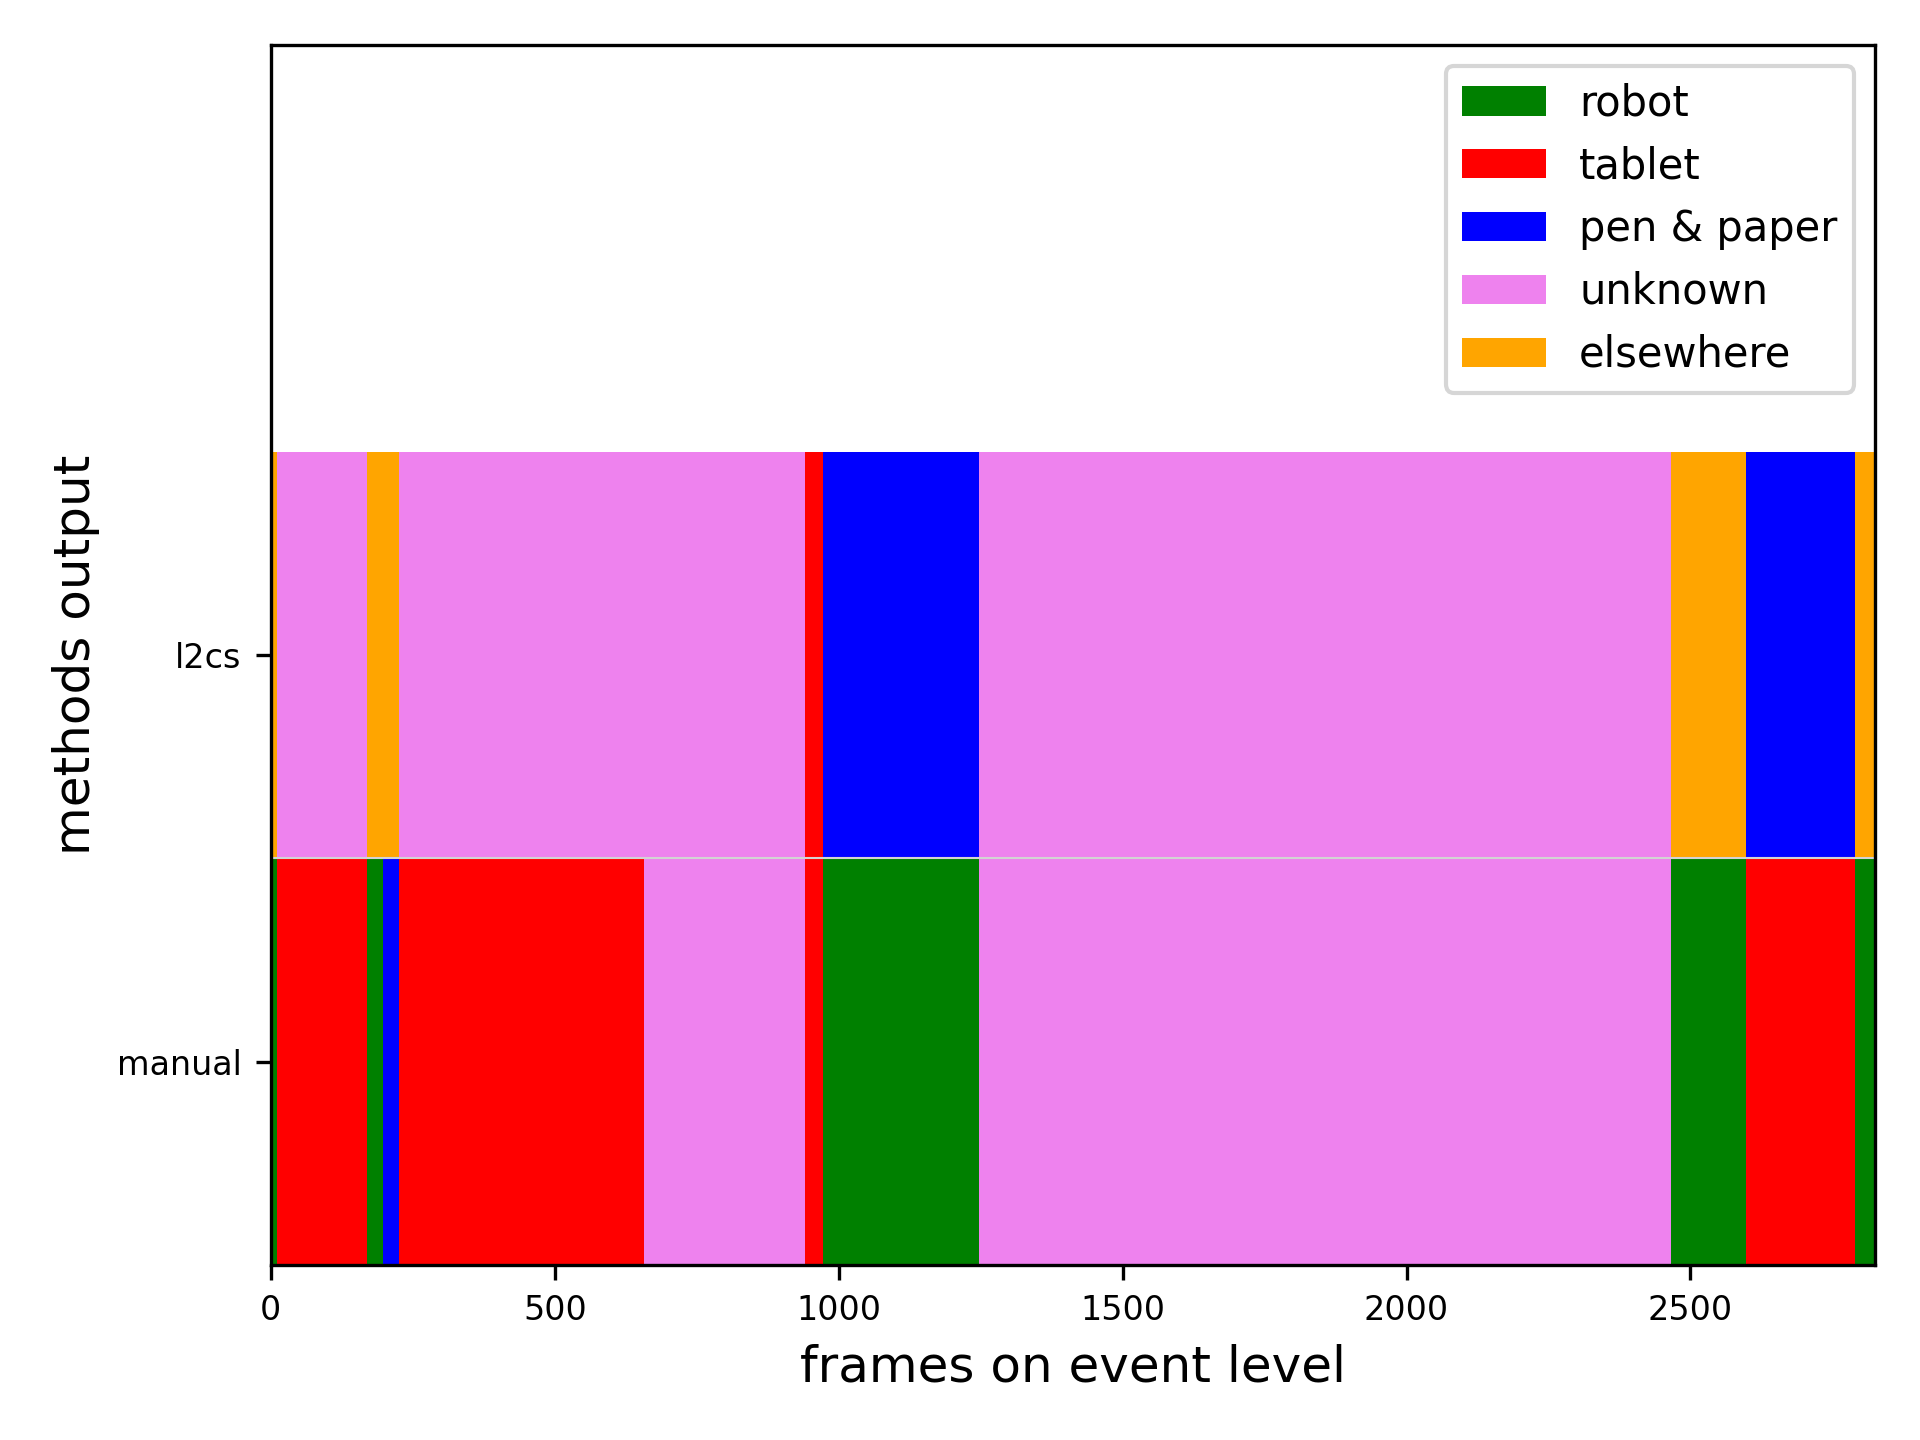 robot
tablet
pen & paper
unknown
elsewhere
methods output
l2cs
manual
0 500 1000 1500 2000 2500
frames on event level